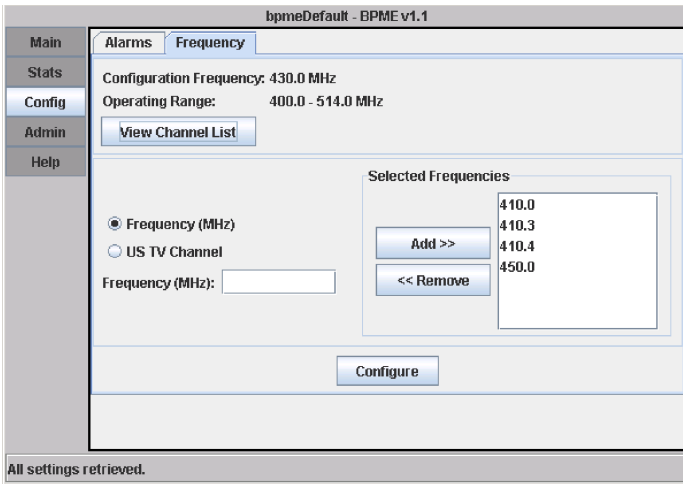 bpmeDefault - BPME v1.1
Main
Stats
Config
Admin
Help
Alarms Frequency
Configuration Frequency: 430.0 MHz
Operating Range: 400.0 - 514.0 MHz
View Channel List
Frequency (MHz)
US TV Channel
Frequency (MHz):
Selected Frequencies
Add >>
<< Remove
410.0
410.3
410.4
450.0
Configure
All settings retrieved.